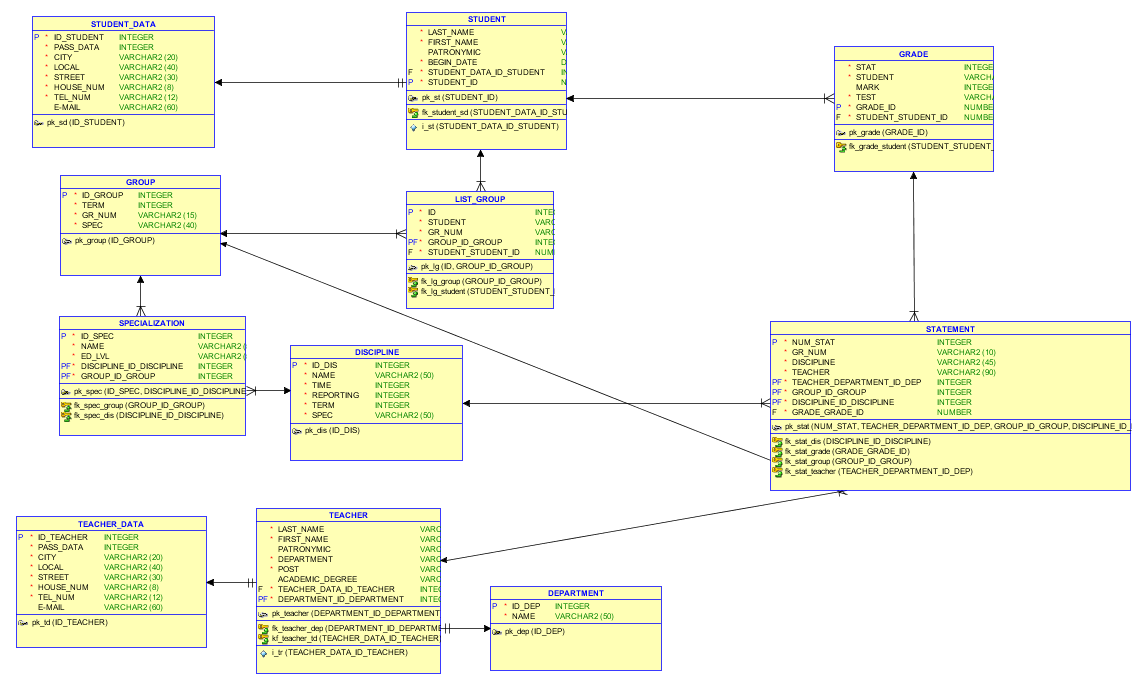 STUDENT_DATA
P * ID_STUDENT INTEGER
* PASS_DATA INTEGER
* CITY VARCHAR2 (20)
* LOCAL VARCHAR2 (40)
* STREET VARCHAR2 (30)
* HOUSE_NUM VARCHAR2 (8)
* TEL_NUM VARCHAR2 (12)
E-MAIL VARCHAR2 (60)
pk_sd (ID_STUDENT)
STUDENT
* LAST_NAME V
* FIRST_NAME V
PATRONYMIC V
* BEGIN_DATE D
F * STUDENT_DATA_ID_STUDENT IN
P * STUDENT_ID N
pk_st (STUDENT_ID)
fk_student_sd (STUDENT_DATA_ID_STU
i_st (STUDENT_DATA_ID_STUDENT)
GRADE
* STAT INTEGE
* STUDENT VARCH
MARK INTEGE
* TEST VARCH
P * GRADE_ID NUMBE
F * STUDENT_STUDENT_ID NUMBE
pk_grade (GRADE_ID)
fk_grade_student (STUDENT_STUDENT_
GROUP
P * ID_GROUP INTEGER
* TERM INTEGER
* GR_NUM VARCHAR2 (15)
* SPEC VARCHAR2 (40)
pk_group (ID_GROUP)
LIST_GROUP
P * ID INTE
* STUDENT VARC
* GR_NUM VARC
PF * GROUP_ID_GROUP INTE
F * STUDENT_STUDENT_ID NUM
pk_lg (ID, GROUP_ID_GROUP)
fk_lg_group (GROUP_ID_GROUP)
fk_lg_student (STUDENT_STUDENT_
SPECIALIZATION
P * ID_SPEC INTEGER
* NAME VARCHAR2 (
* ED_LVL VARCHAR2 (
PF * DISCIPLINE_ID_DISCIPLINE INTEGER
PF * GROUP_ID_GROUP INTEGER
pk_spec (ID_SPEC, DISCIPLINE_ID_DISCIPLINE
fk_spec_group (GROUP_ID_GROUP)
fk_spec_dis (DISCIPLINE_ID_DISCIPLINE)
DISCIPLINE
P * ID_DIS INTEGER
* NAME VARCHAR2 (50)
* TIME INTEGER
* REPORTING INTEGER
* TERM INTEGER
* SPEC VARCHAR2 (50)
pk_dis (ID_DIS)
STATEMENT
P * NUM_STAT INTEGER
* GR_NUM VARCHAR2 (10)
* DISCIPLINE VARCHAR2 (45)
* TEACHER VARCHAR2 (90)
PF * TEACHER_DEPARTMENT_ID_DEP INTEGER
PF * GROUP_ID_GROUP INTEGER
PF * DISCIPLINE_ID_DISCIPLINE INTEGER
F * GRADE_GRADE_ID NUMBER
pk_stat (NUM_STAT, TEACHER_DEPARTMENT_ID_DEP, GROUP_ID_GROUP, DISCIPLINE_ID_
fk_stat_dis (DISCIPLINE_ID_DISCIPLINE)
fk_stat_grade (GRADE_GRADE_ID)
fk_stat_group (GROUP_ID_GROUP)
fk_stat_teacher (TEACHER_DEPARTMENT_ID_DEP)
TEACHER_DATA
P * ID_TEACHER INTEGER
* PASS_DATA INTEGER
* CITY VARCHAR2 (20)
* LOCAL VARCHAR2 (40)
* STREET VARCHAR2 (30)
* HOUSE_NUM VARCHAR2 (8)
* TEL_NUM VARCHAR2 (12)
E-MAIL VARCHAR2 (60)
pk_td (ID_TEACHER)
TEACHER
* LAST_NAME VARC
* FIRST_NAME VARC
PATRONYMIC VARC
* DEPARTMENT VARC
* POST VARC
ACADEMIC_DEGREE VARC
F * TEACHER_DATA_ID_TEACHER INTE
PF * DEPARTMENT_ID_DEPARTMENT INTE
pk_teacher (DEPARTMENT_ID_DEPARTMENT
fk_teacher_dep (DEPARTMENT_ID_DEPARTME
kf_teacher_td (TEACHER_DATA_ID_TEACHER
i_tr (TEACHER_DATA_ID_TEACHER)
DEPARTMENT
P * ID_DEP INTEGER
* NAME VARCHAR2 (50)
pk_dep (ID_DEP)